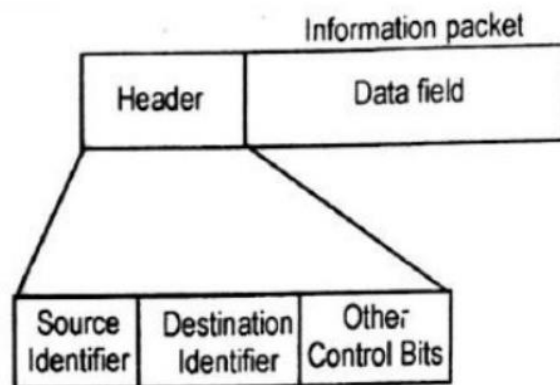 Information packet
Header
Data field
Source
Identifier
Destination
Identifier
Other
Control Bits